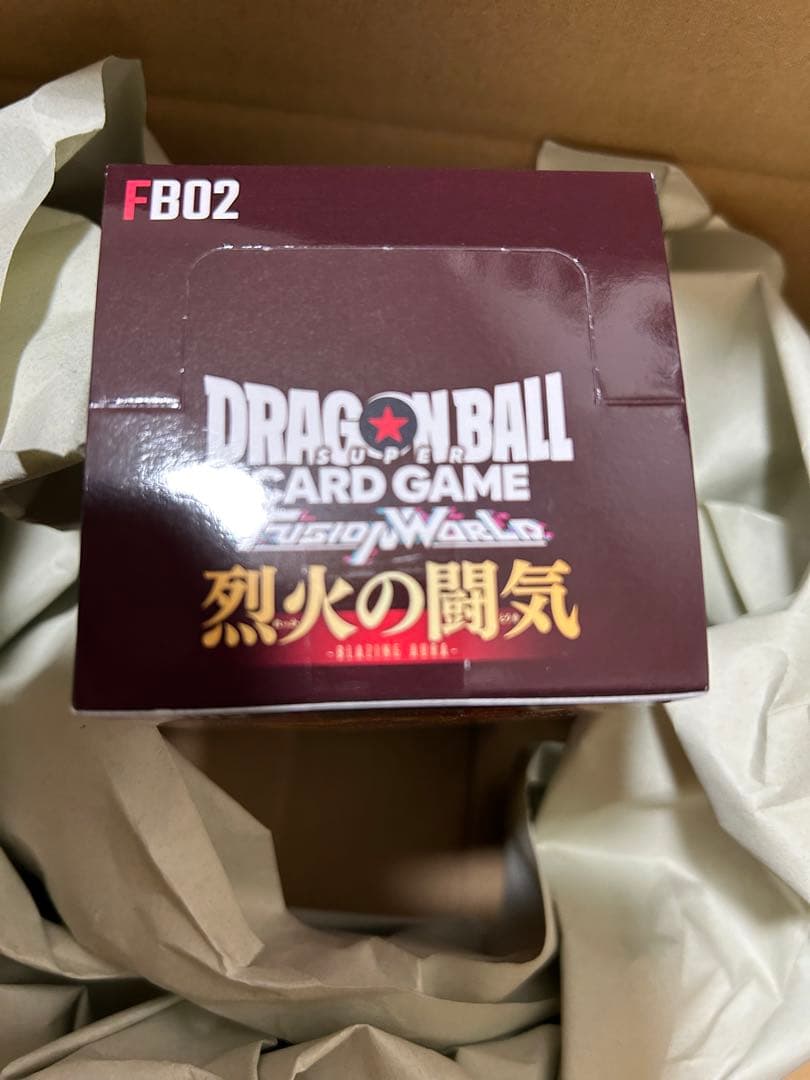 FB02
DRAGON BALL
SUPER
CARD GAME
FUSION WORLD
烈火の闘気
-BLAZING AURA-